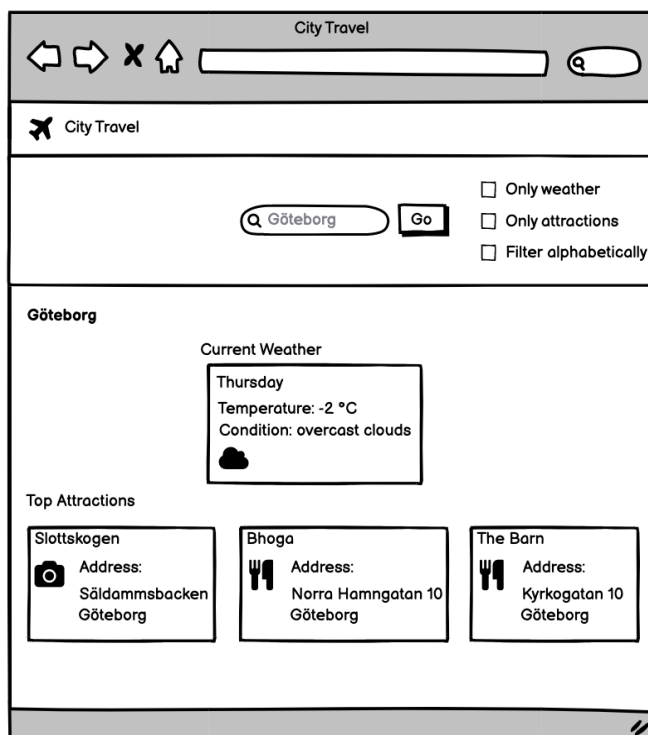 City Travel
City Travel
Only weather
Göteborg
Go
Only attractions
Filter alphabetically
Göteborg
Current Weather
Thursday
Temperature: -2 °C
Condition: overcast clouds
Top Attractions
Slottskogen
Address:
Säldammsbacken
Göteborg
Bhoga
Address:
Norra Hamngatan 10
Göteborg
The Barn
Address:
Kyrkogatan 10
Göteborg